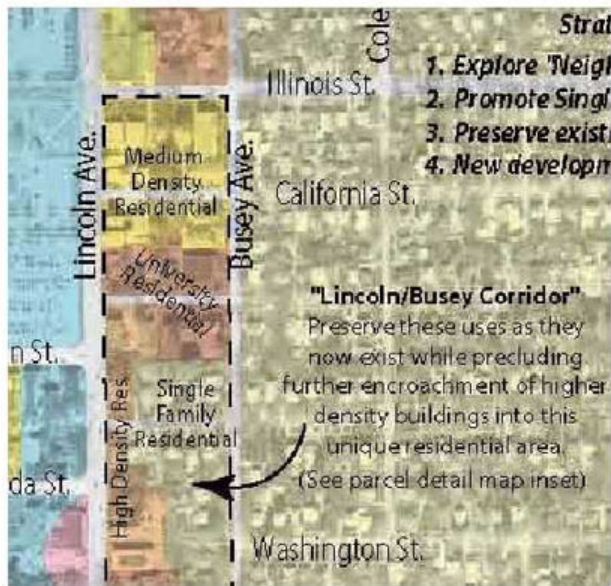 Strat
1. Explore "Neigh
2. Promote Singl
3. Preserve existi
4. New developm
Cole
Illinois St.
Lincoln Ave.
Busey Ave.
Medium
Density
Residential
California St.
University
Residential
"Lincoln/Busey Corridor"
Preserve these uses as they
now exist while precluding
further encroachment of higher
density buildings into this
unique residential area.
(See parcel detail map inset)
n St.
High Density Res.
Single
Family
Residential
da St.
Washington St.